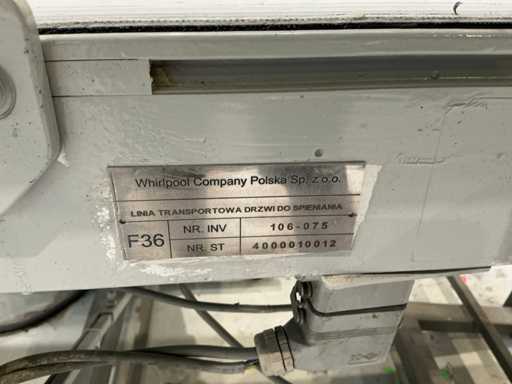 Whirlpool Company Polska Sp. z o.o.
LINIA TRANSPORTOWA DRZWI DO SPIENIANIA
F36
NR. INV 106-075
NR. ST 4000010012